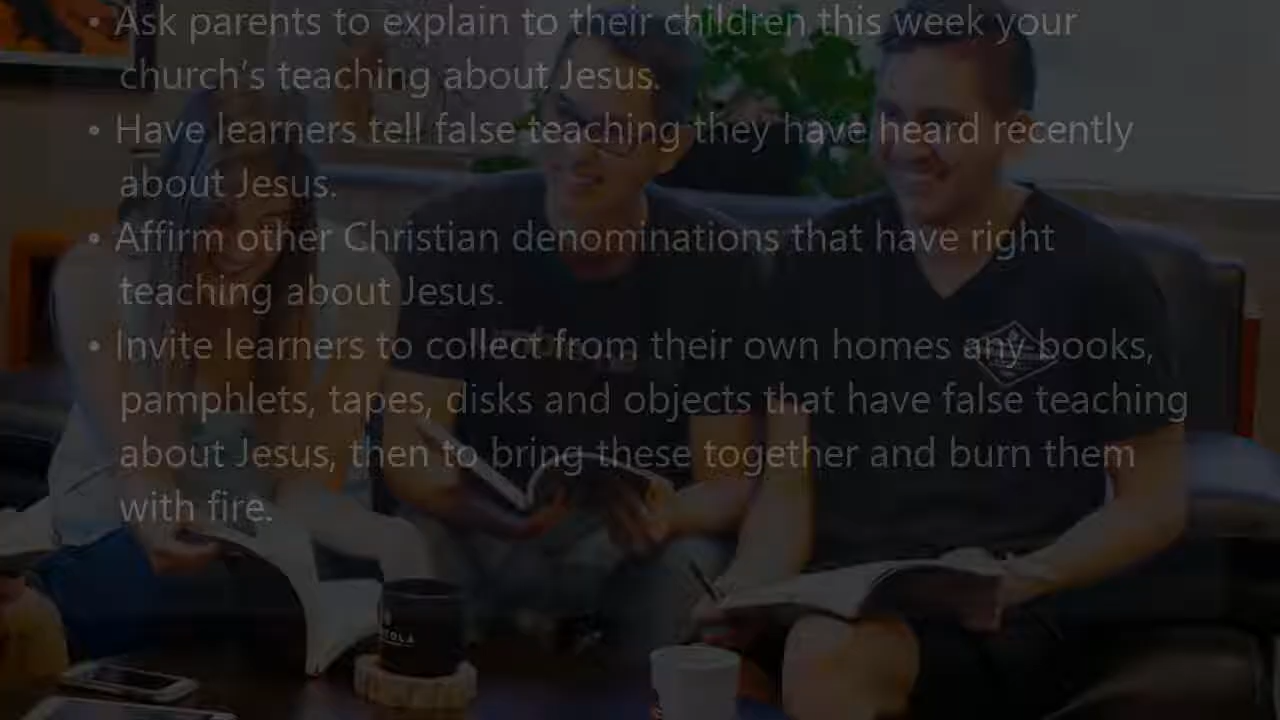 • Ask parents to explain to their children this week your
church's teaching about Jesus.
• Have learners tell false teaching they have heard recently
about Jesus.
• Affirm other Christian denominations that have right
teaching about Jesus.
• Invite learners to collect from their own homes any books,
pamphlets, tapes, disks and objects that have false teaching
about Jesus, then to bring these together and burn them
with fire.